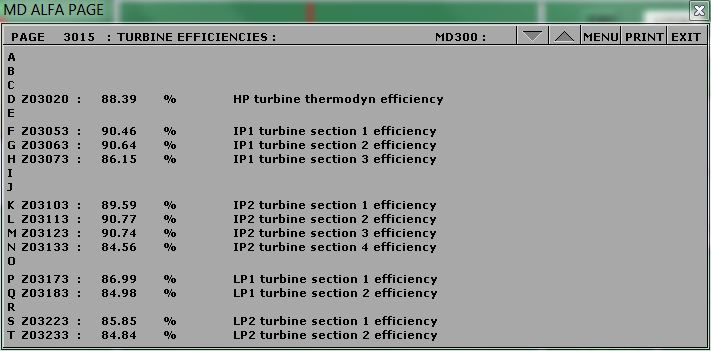 MD ALFA PAGE
PAGE 3015 : TURBINE EFFICIENCIES : MD300 : MENU PRINT EXIT
A
B
C
D Z03020 : 88.39 % HP turbine thermodyn efficiency
E
F Z03053 : 90.46 % IP1 turbine section 1 efficiency
G Z03063 : 90.64 % IP1 turbine section 2 efficiency
H Z03073 : 86.15 % IP1 turbine section 3 efficiency
I
J
K Z03103 : 89.59 % IP2 turbine section 1 efficiency
L Z03113 : 90.77 % IP2 turbine section 2 efficiency
M Z03123 : 90.74 % IP2 turbine section 3 efficiency
N Z03133 : 84.56 % IP2 turbine section 4 efficiency
O
P Z03173 : 86.99 % LP1 turbine section 1 efficiency
Q Z03183 : 84.98 % LP1 turbine section 2 efficiency
R
S Z03223 : 85.85 % LP2 turbine section 1 efficiency
T Z03233 : 84.84 % LP2 turbine section 2 efficiency